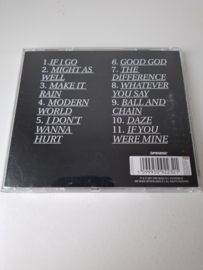 1.IF I GO
2. MIGHT AS
WELL
3. MAKE IT
RAIN
4. MODERN
WORLD
5. I DON'T
WANNA
HURT
6. GOOD GOD
7. THE
DIFFERENCE
8. WHATEVER
YOU SAY
9. BALL AND
CHAIN
10. DAZE
11. IF YOU
WERE MINE